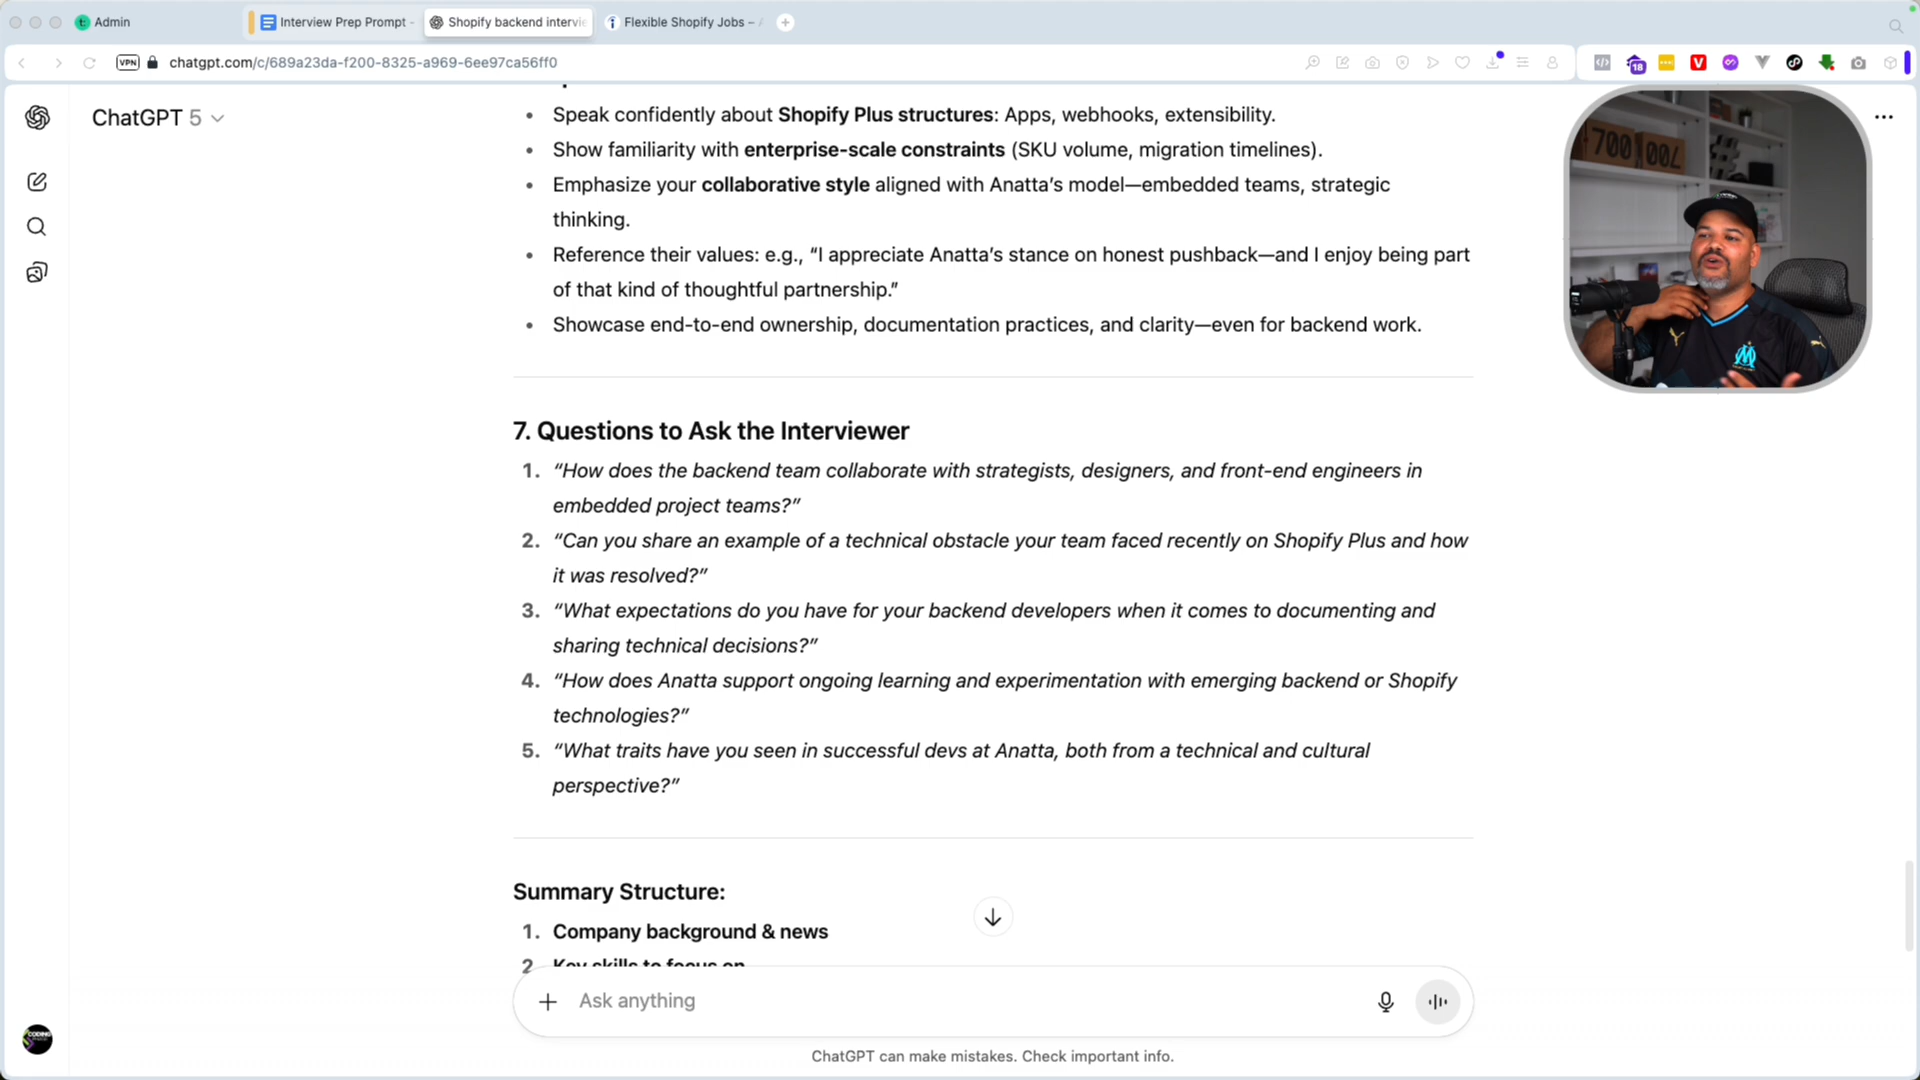 Admin
Interview Prep Prompt -
Shopify backend intervie
Flexible Shopify Jobs –
VPN
chatgpt.com/c/689a23da-f200-8325-a969-6ee97ca56ff0
18
ChatGPT 5
• Speak confidently about Shopify Plus structures: Apps, webhooks, extensibility.
• Show familiarity with enterprise-scale constraints (SKU volume, migration timelines).
• Emphasize your collaborative style aligned with Anatta’s model—embedded teams, strategic
thinking.
• Reference their values: e.g., “I appreciate Anatta’s stance on honest pushback—and I enjoy being part
of that kind of thoughtful partnership.”
• Showcase end-to-end ownership, documentation practices, and clarity—even for backend work.
7. Questions to Ask the Interviewer
1. “How does the backend team collaborate with strategists, designers, and front-end engineers in
embedded project teams?”
2. “Can you share an example of a technical obstacle your team faced recently on Shopify Plus and how
it was resolved?”
3. “What expectations do you have for your backend developers when it comes to documenting and
sharing technical decisions?”
4. “How does Anatta support ongoing learning and experimentation with emerging backend or Shopify
technologies?”
5. “What traits have you seen in successful devs at Anatta, both from a technical and cultural
perspective?”
Summary Structure:
1. Company background & news
2 Key skills to focus on
Ask anything
ChatGPT can make mistakes. Check important info.